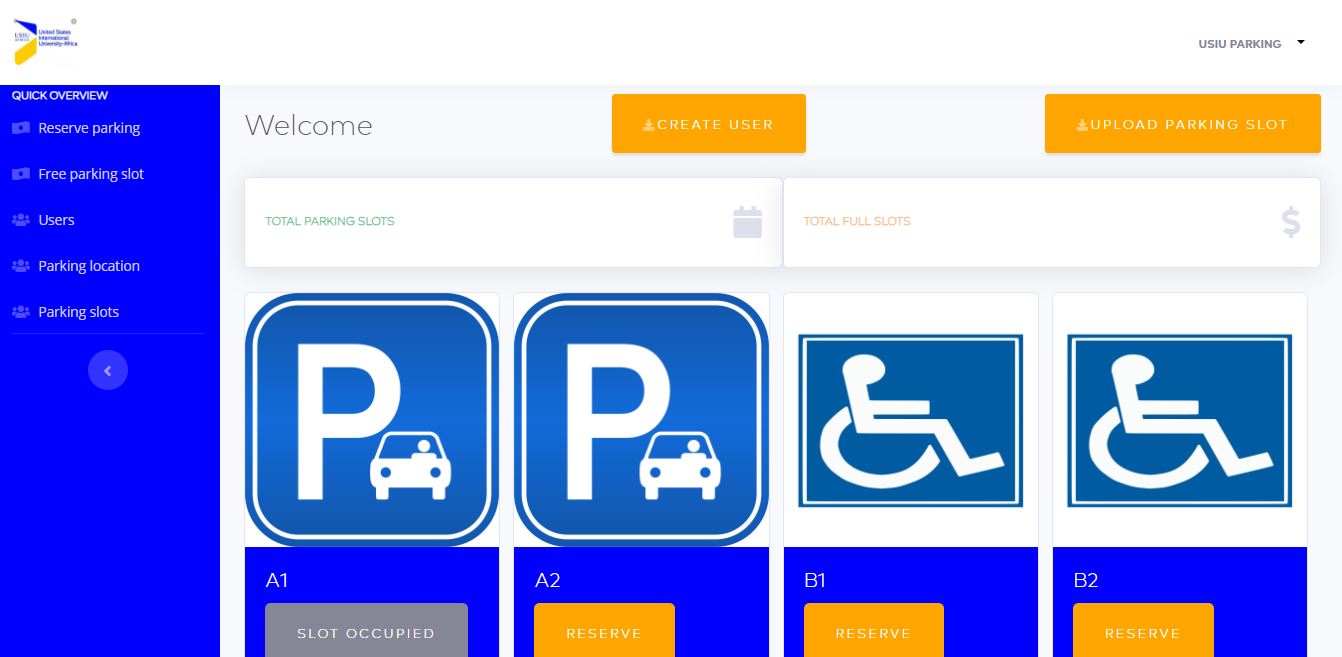 USIU
AFRICA
United States
International
University-Africa
USIU PARKING
QUICK OVERVIEW
Reserve parking
Free parking slot
Users
Parking location
Parking slots
Welcome
CREATE USER
UPLOAD PARKING SLOT
TOTAL PARKING SLOTS
TOTAL FULL SLOTS
$
P
P
A1
A2
B1
B2
SLOT OCCUPIED
RESERVE
RESERVE
RESERVE